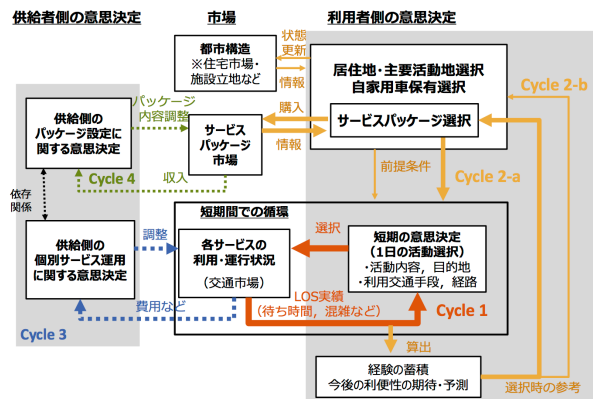 供給者側の意思決定
市場
利用者側の意思決定
都市構造
※住宅市場・
施設立地など
状態
更新
情報
居住地・主要活動地選択
自家用車保有選択
サービスパッケージ選択
Cycle 2-b
供給側の
パッケージ設定に
関する意思決定
パッケージ
内容調整
サービス
パッケージ
市場
購入
情報
収入
Cycle 4
前提条件
Cycle 2-a
依存
関係
短期間での循環
供給側の
個別サービス運用
に関する意思決定
調整
各サービスの
利用・運行状況
(交通市場)
選択
短期の意思決定
(1日の活動選択)
・活動内容，目的地
・利用交通手段，経路
LOS実績
(待ち時間，混雑など)
Cycle 1
費用など
Cycle 3
算出
経験の蓄積
今後の利便性の期待・予測
選択時の参考